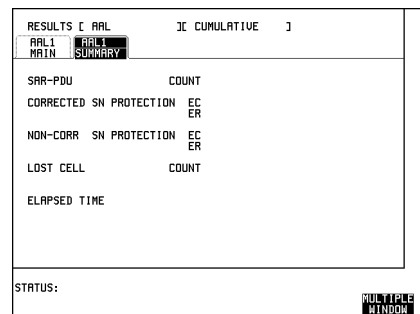 RESULTS [ AAL ][ CUMULATIVE ]
AAL1 MAIN AAL1 SUMMARY
SAR-PDU COUNT
CORRECTED SN PROTECTION EC
ER
NON-CORR SN PROTECTION EC
ER
LOST CELL COUNT
ELAPSED TIME
STATUS:
MULTIPLE
WINDOW